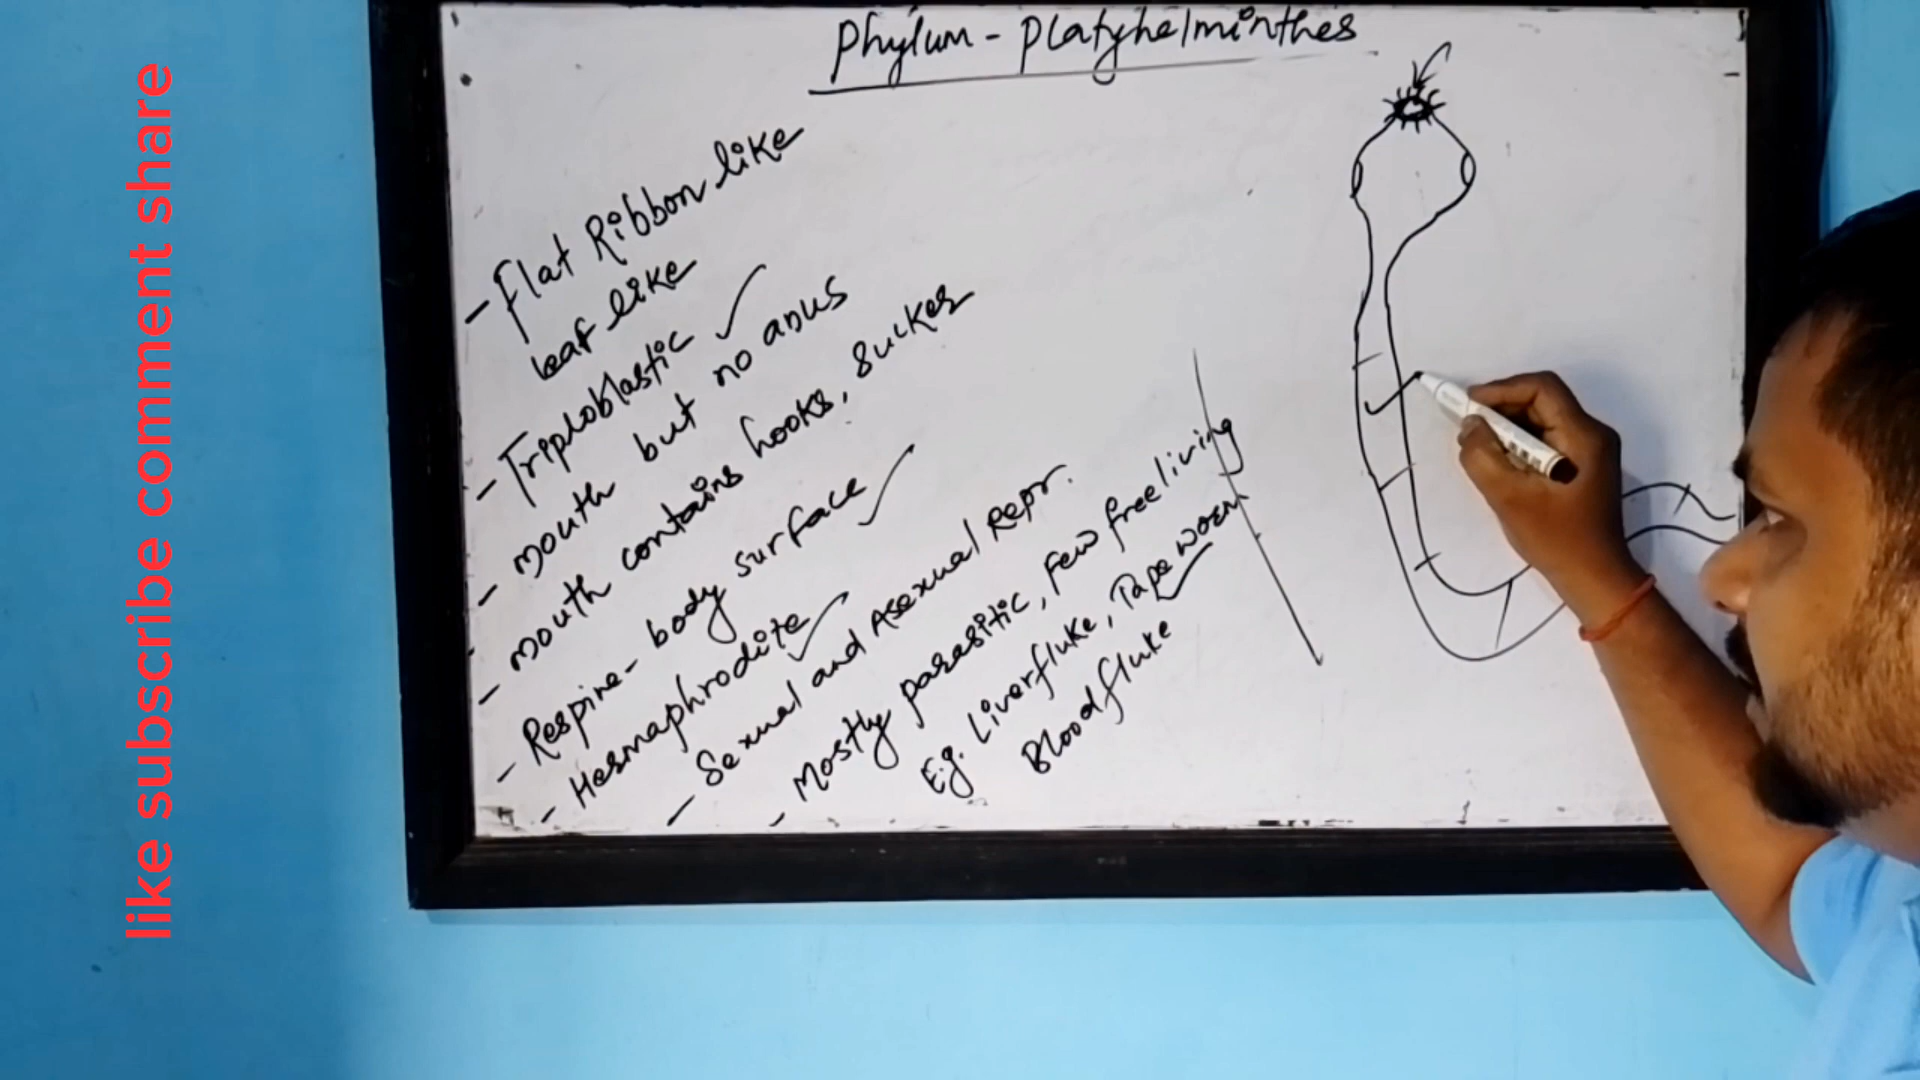 Phylum - Platyhelminthes
- Flat Ribbon like
leaf like
- Triploblastic ✓
- mouth but no anus
- mouth contains hooks, sucker
- Respire - body surface ✓
- Hermaphrodite ✓
- Sexual and Asexual Repr.
- Mostly parasitic, Few free living
E.g. Liverfluke, Tape worm ✓
Bloodfluke
like subscribe comment share